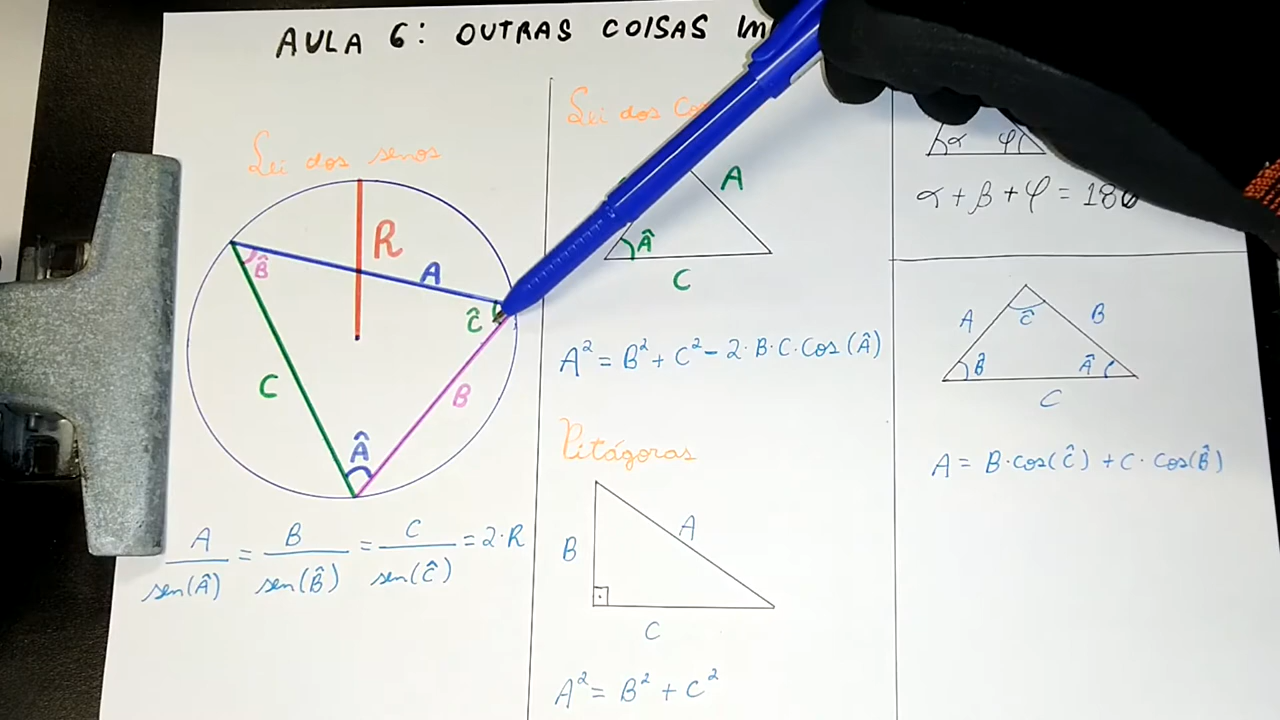 AULA 6: OUTRAS COISAS
Lei dos senos
R
B̂
A
Ĉ
C
B
Â
A/sen(Â) = B/sen(B̂) = C/sen(Ĉ) = 2·R
Lei dos
A
Â
C
A² = B² + C² - 2·B·C·Cos(Â)
Pitágoras
B
A
C
A² = B² + C²
α φ
α + β + φ = 180
A
Ĉ
B
B̂
Â
C
A = B·cos(Ĉ) + C·Cos(B̂)